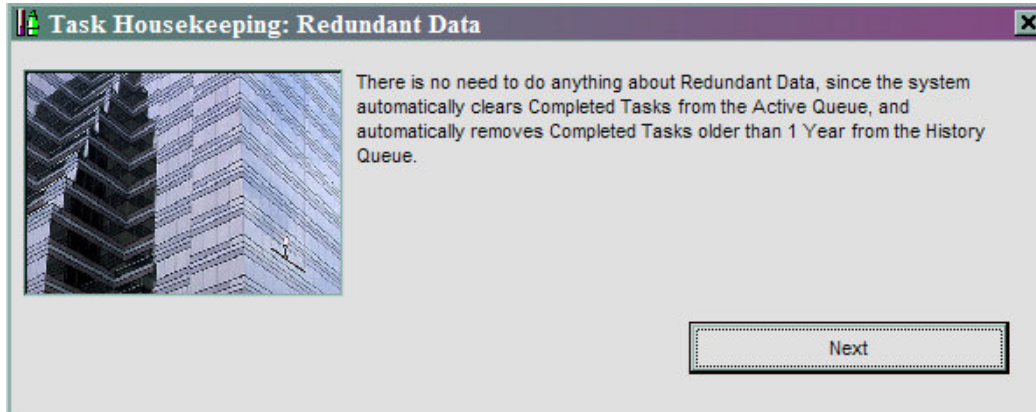 Task Housekeeping: Redundant Data
There is no need to do anything about Redundant Data, since the system
automatically clears Completed Tasks from the Active Queue, and
automatically removes Completed Tasks older than 1 Year from the History
Queue.
Next